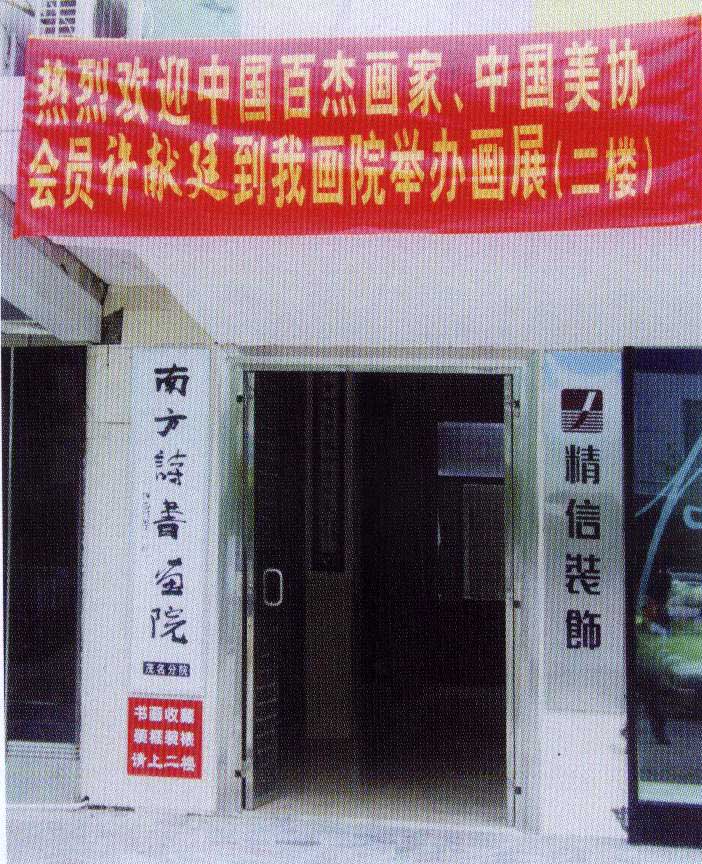 热烈欢迎中国百杰画家、中国美协
会员许献廷到我画院举办画展(二楼)
南方詩書畫院
茂名分院
书画收藏
装框装裱
请上二楼
精信装飾